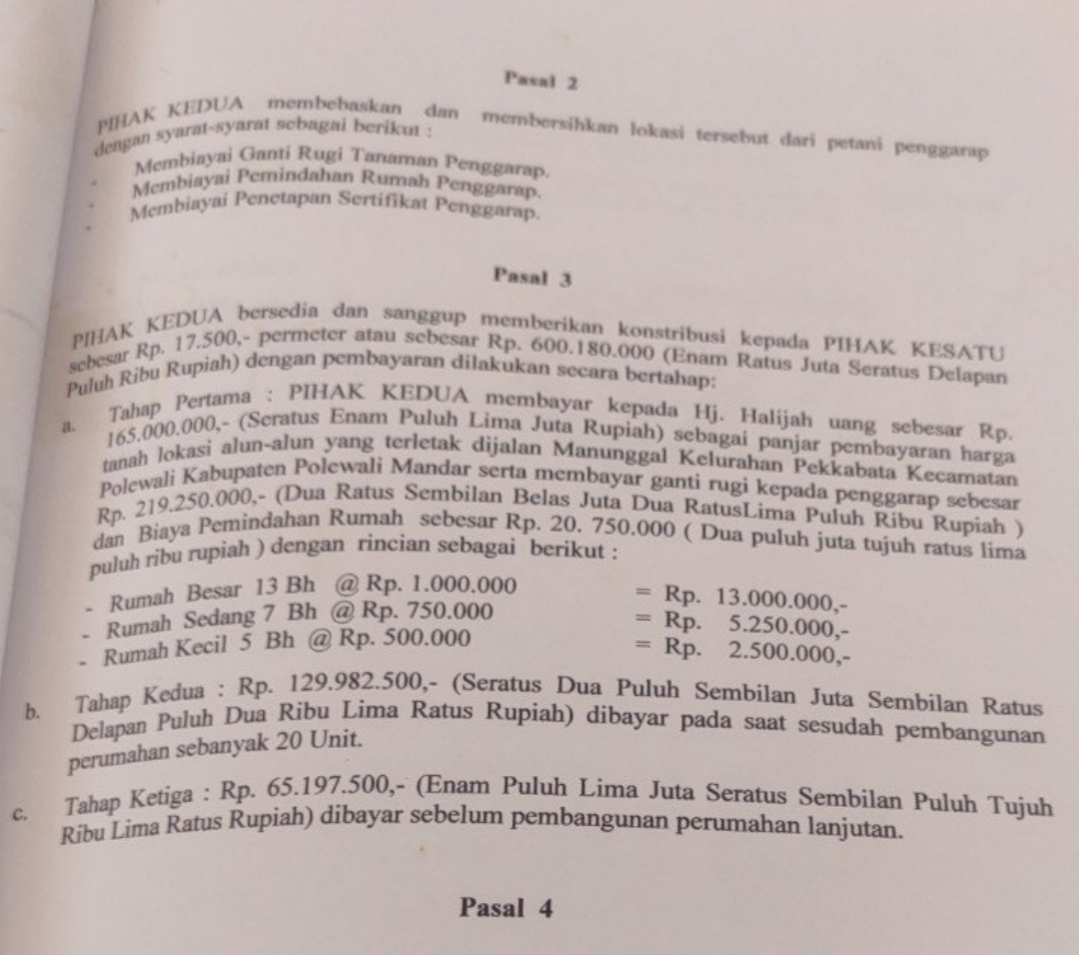 Pasal 2
PIHAK KEDUA membebaskan dan membersihkan lokasi tersebut dari petani penggarap
dengan syarat-syarat sebagai berikut :
- Membiayai Ganti Rugi Tanaman Penggarap.
- Membiayai Pemindahan Rumah Penggarap.
- Membiayai Penetapan Sertifikat Penggarap.
Pasal 3
PIHAK KEDUA bersedia dan sanggup memberikan konstribusi kepada PIHAK KESATU
sebesar Rp. 17.500,- permeter atau sebesar Rp. 600.180.000 (Enam Ratus Juta Seratus Delapan
Puluh Ribu Rupiah) dengan pembayaran dilakukan secara bertahap:
a. Tahap Pertama : PIHAK KEDUA membayar kepada Hj. Halijah uang sebesar Rp.
165.000.000,- (Seratus Enam Puluh Lima Juta Rupiah) sebagai panjar pembayaran harga
tanah lokasi alun-alun yang terletak dijalan Manunggal Kelurahan Pekkabata Kecamatan
Polewali Kabupaten Polewali Mandar serta membayar ganti rugi kepada penggarap sebesar
Rp. 219.250.000,- (Dua Ratus Sembilan Belas Juta Dua RatusLima Puluh Ribu Rupiah )
dan Biaya Pemindahan Rumah sebesar Rp. 20. 750.000 ( Dua puluh juta tujuh ratus lima
puluh ribu rupiah ) dengan rincian sebagai berikut :
- Rumah Besar 13 Bh @ Rp. 1.000.000 = Rp. 13.000.000,-
- Rumah Sedang 7 Bh @ Rp. 750.000 = Rp. 5.250.000,-
- Rumah Kecil 5 Bh @ Rp. 500.000 = Rp. 2.500.000,-
b. Tahap Kedua : Rp. 129.982.500,- (Seratus Dua Puluh Sembilan Juta Sembilan Ratus
Delapan Puluh Dua Ribu Lima Ratus Rupiah) dibayar pada saat sesudah pembangunan
perumahan sebanyak 20 Unit.
c. Tahap Ketiga : Rp. 65.197.500,- (Enam Puluh Lima Juta Seratus Sembilan Puluh Tujuh
Ribu Lima Ratus Rupiah) dibayar sebelum pembangunan perumahan lanjutan.
Pasal 4